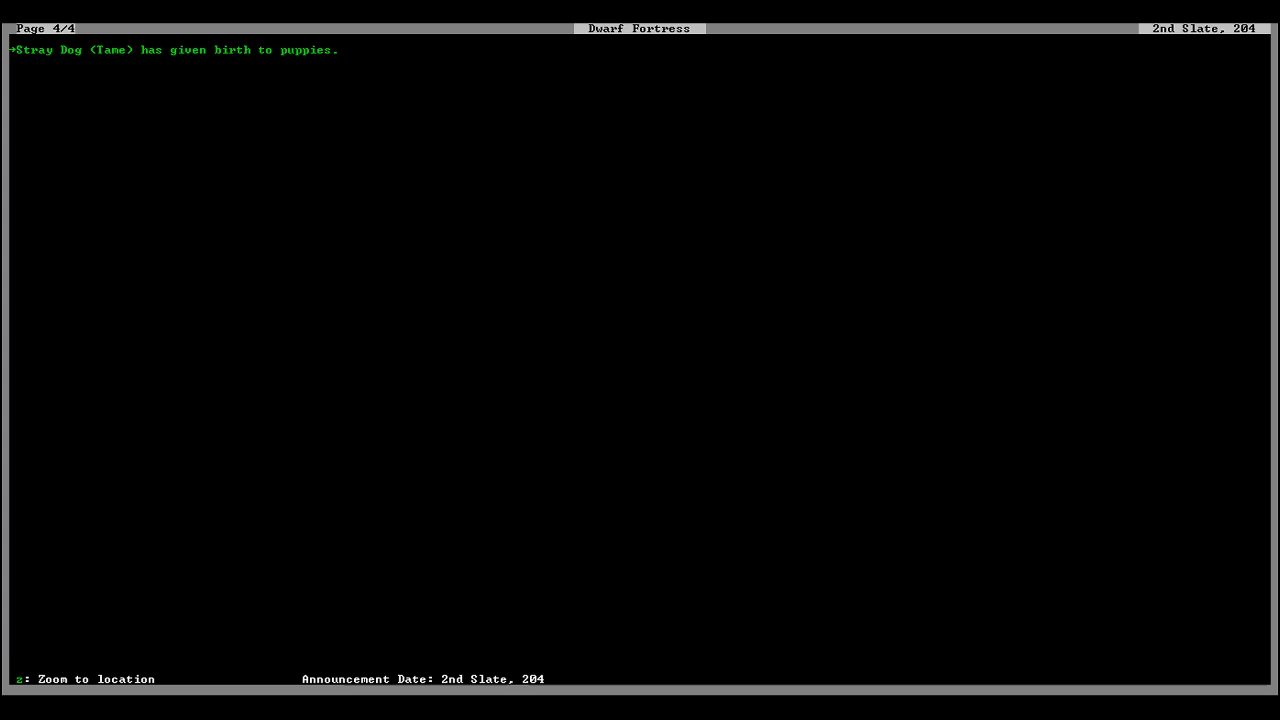 Page 4/4 Dwarf Fortress 2nd Slate, 204
→Stray Dog (Tame) has given birth to puppies.
z: Zoom to location Announcement Date: 2nd Slate, 204